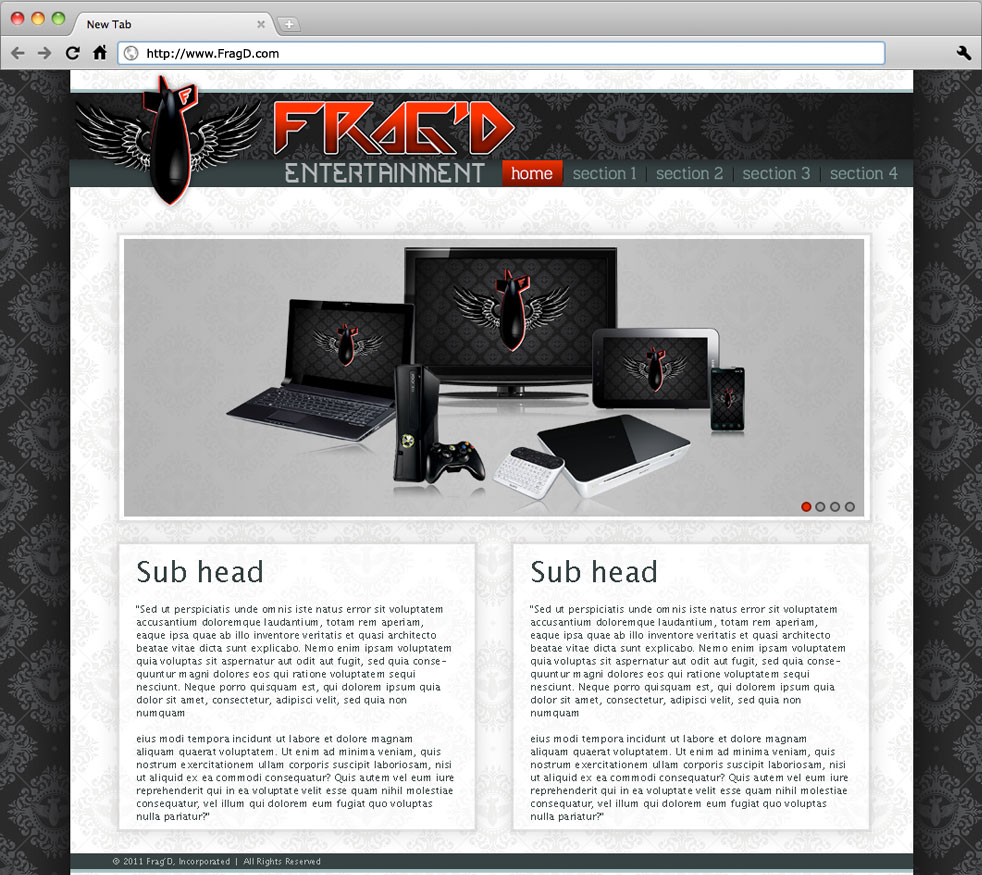 New Tab
http://www.FragD.com
F
FRAG'D
ENTERTAINMENT
home section 1 | section 2 | section 3 | section 4
Sub head
"Sed ut perspiciatis unde omnis iste natus error sit voluptatem
accusantium doloremque laudantium, totam rem aperiam,
eaque ipsa quae ab illo inventore veritatis et quasi architecto
beatae vitae dicta sunt explicabo. Nemo enim ipsam voluptatem
quia voluptas sit aspernatur aut odit aut fugit, sed quia conse-
quuntur magni dolores eos qui ratione voluptatem sequi
nesciunt. Neque porro quisquam est, qui dolorem ipsum quia
dolor sit amet, consectetur, adipisci velit, sed quia non
numquam
eius modi tempora incidunt ut labore et dolore magnam
aliquam quaerat voluptatem. Ut enim ad minima veniam, quis
nostrum exercitationem ullam corporis suscipit laboriosam, nisi
ut aliquid ex ea commodi consequatur? Quis autem vel eum iure
reprehenderit qui in ea voluptate velit esse quam nihil molestiae
consequatur, vel illum qui dolorem eum fugiat quo voluptas
nulla pariatur?"
Sub head
"Sed ut perspiciatis unde omnis iste natus error sit voluptatem
accusantium doloremque laudantium, totam rem aperiam,
eaque ipsa quae ab illo inventore veritatis et quasi architecto
beatae vitae dicta sunt explicabo. Nemo enim ipsam voluptatem
quia voluptas sit aspernatur aut odit aut fugit, sed quia conse-
quuntur magni dolores eos qui ratione voluptatem sequi
nesciunt. Neque porro quisquam est, qui dolorem ipsum quia
dolor sit amet, consectetur, adipisci velit, sed quia non
numquam
eius modi tempora incidunt ut labore et dolore magnam
aliquam quaerat voluptatem. Ut enim ad minima veniam, quis
nostrum exercitationem ullam corporis suscipit laboriosam, nisi
ut aliquid ex ea commodi consequatur? Quis autem vel eum iure
reprehenderit qui in ea voluptate velit esse quam nihil molestiae
consequatur, vel illum qui dolorem eum fugiat quo voluptas
nulla pariatur?"
© 2011 Frag'D, Incorporated | All Rights Reserved